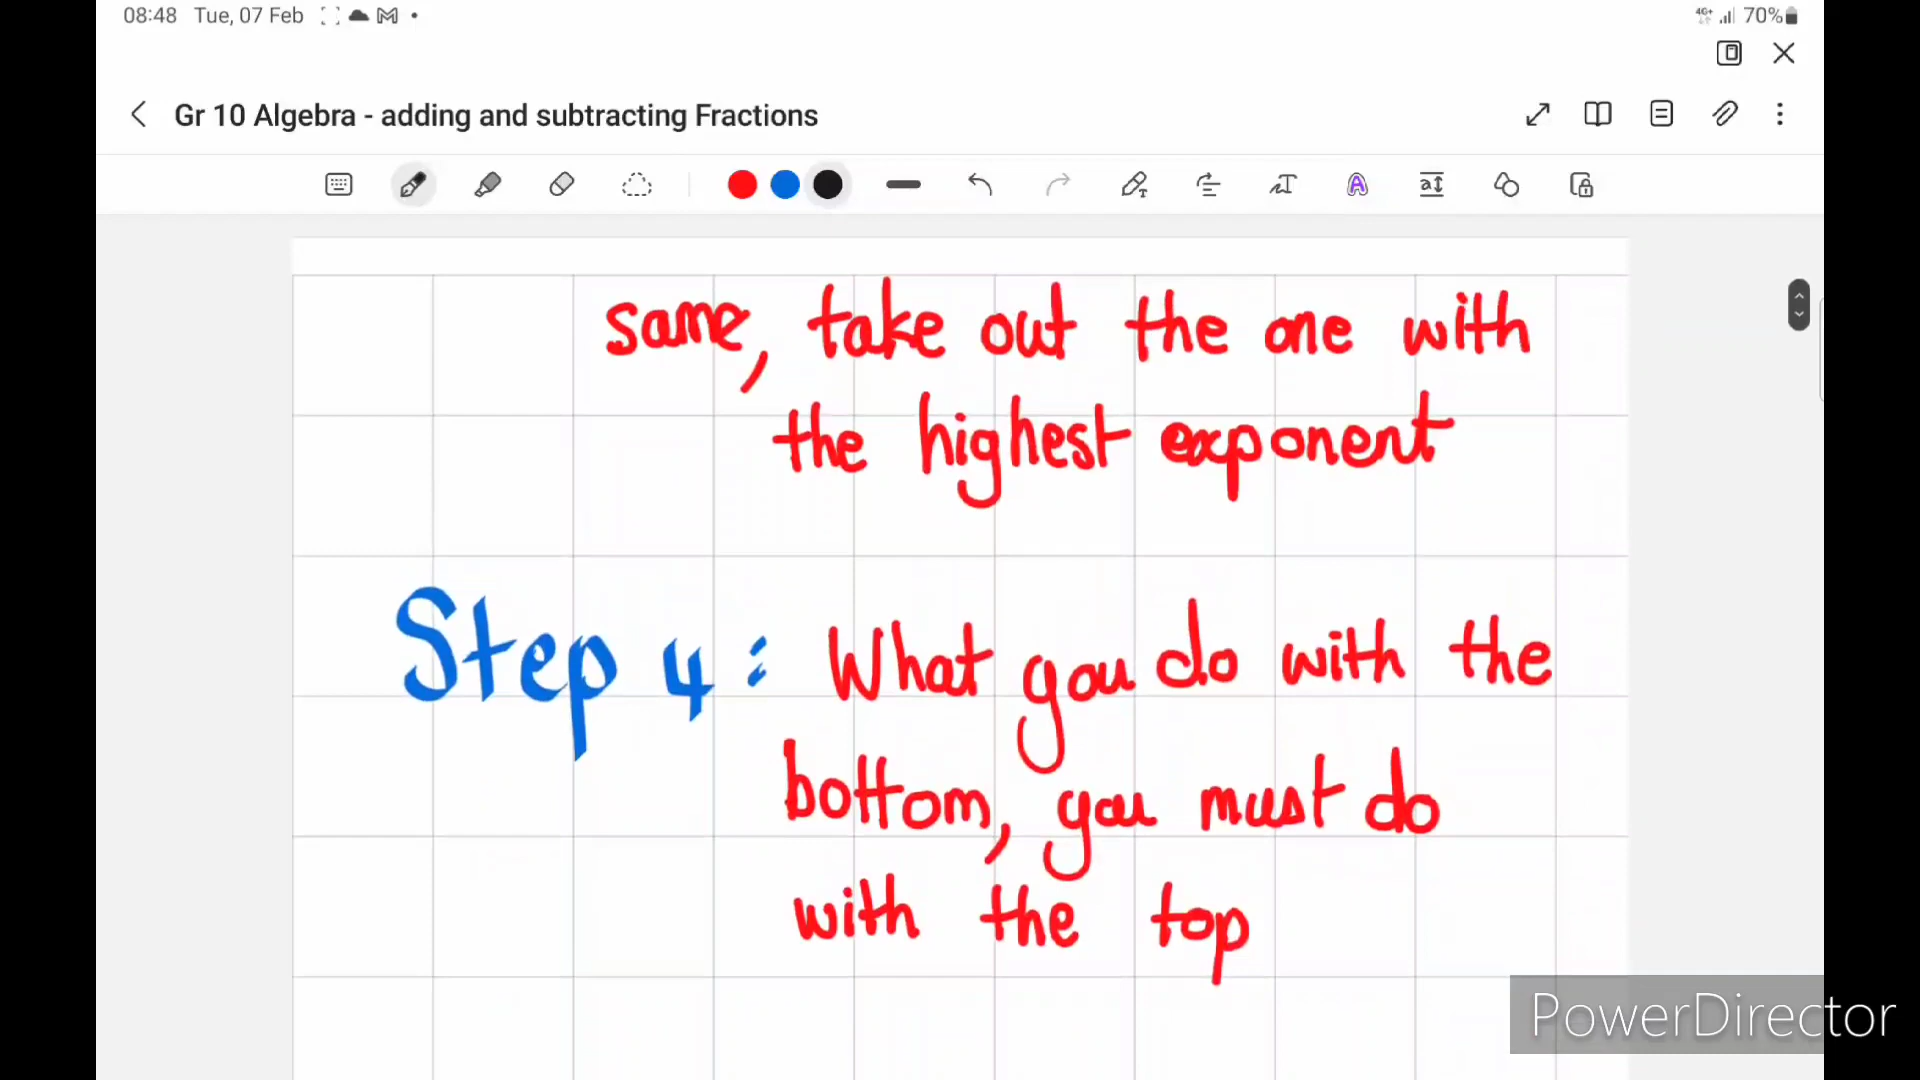 08:48 Tue, 07 Feb
4G+ 70%
Gr 10 Algebra - adding and subtracting Fractions
same, take out the one with
the highest exponent
Step 4: What you do with the
bottom, you must do
with the top
PowerDirector